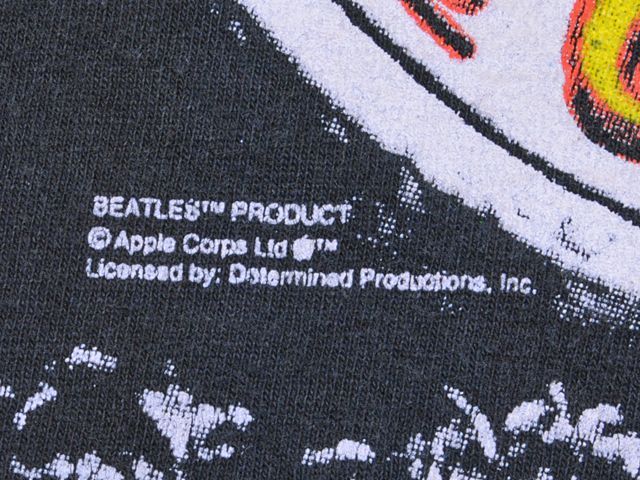 BEATLES™ PRODUCT
© Apple Corps Ltd 🍏™
Licensed by: Determined Productions, Inc.